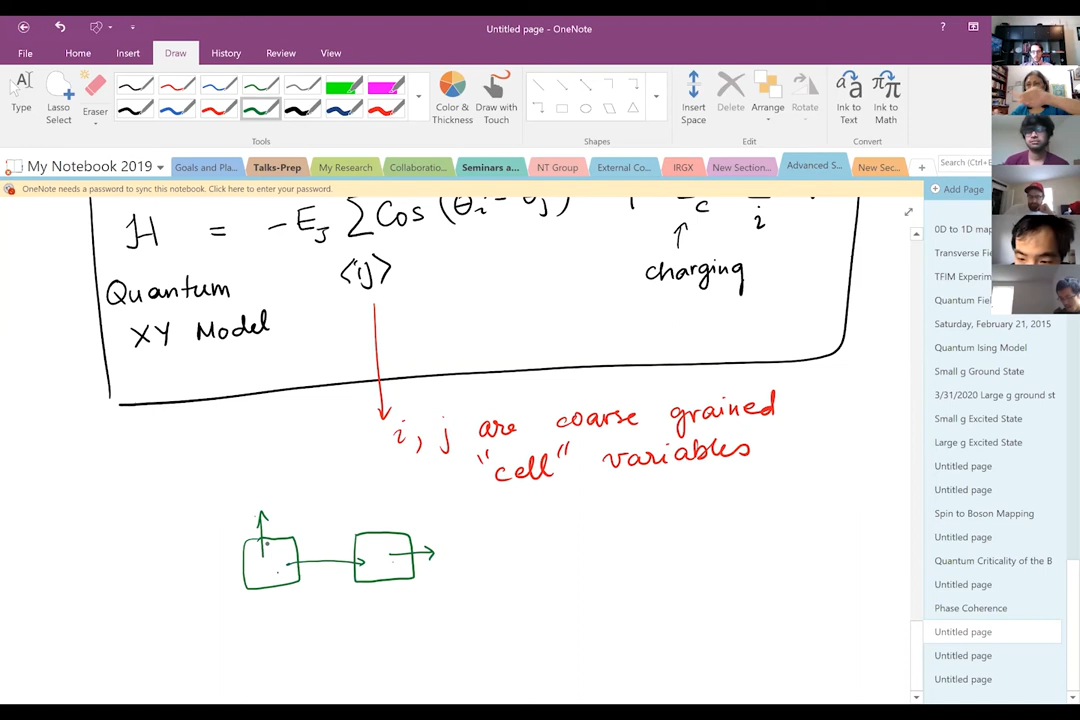 Untitled page - OneNote
?
File Home Insert Draw History Review View
Type
Lasso Select
Eraser
Color & Thickness
Draw with Touch
Insert Space
Delete
Arrange
Rotate
Ink to Text
Ink to Math
Tools
Shapes
Edit
Convert
My Notebook 2019
Goals and Pla...
Talks-Prep
My Research
Collaboratio...
Seminars a...
NT Group
External Co...
IRGX
New Section...
Advanced S...
New Sec...
+
Search (Ctrl+E
OneNote needs a password to sync this notebook. Click here to enter your password.
Add Page
H = - E_J Σ Cos (θi - θj)
c
i
<ij>
charging
Quantum
XY Model
i, j are coarse grained
"cell" variables
0D to 1D map
Transverse F
TFIM Experim
Quantum Fiel
Saturday, February 21, 2015
Quantum Ising Model
Small g Ground State
3/31/2020 Large g ground st
Small g Excited State
Large g Excited State
Untitled page
Untitled page
Spin to Boson Mapping
Untitled page
Quantum Criticality of the B
Untitled page
Phase Coherence
Untitled page
Untitled page
Untitled page